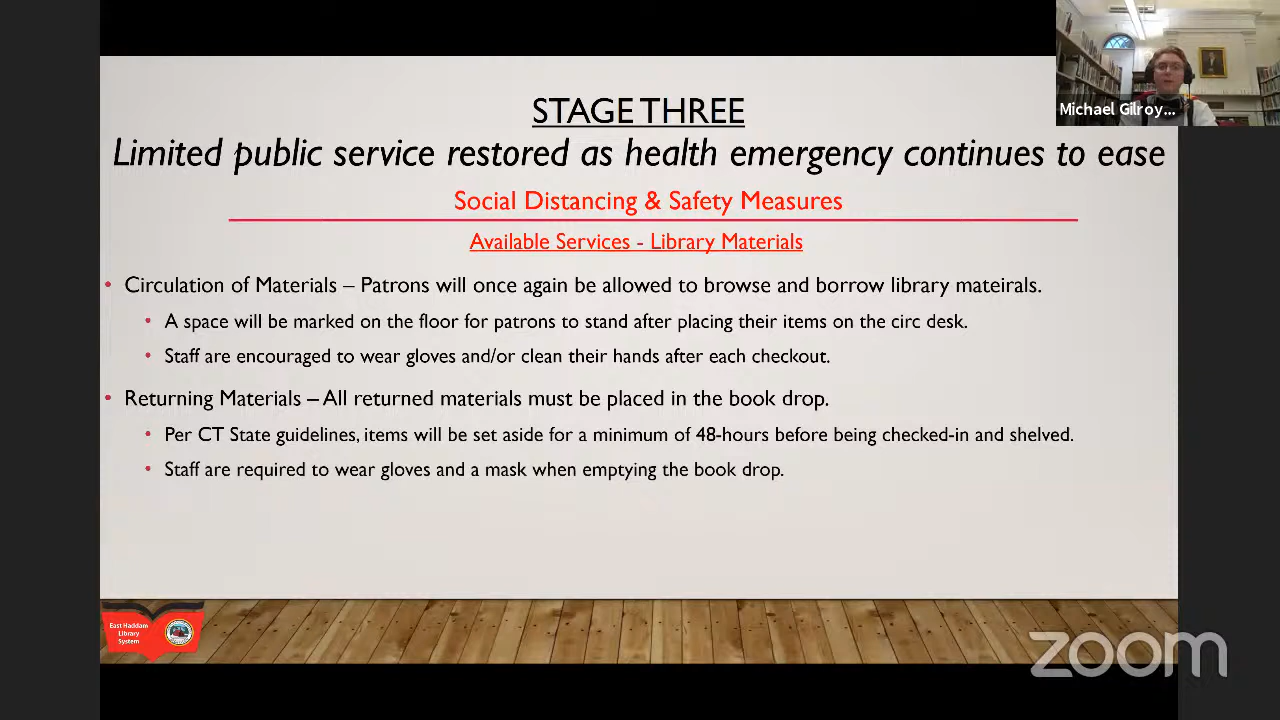 STAGE THREE
Limited public service restored as health emergency continues to ease
Social Distancing & Safety Measures
Available Services - Library Materials
• Circulation of Materials – Patrons will once again be allowed to browse and borrow library mateirals.
• A space will be marked on the floor for patrons to stand after placing their items on the circ desk.
• Staff are encouraged to wear gloves and/or clean their hands after each checkout.
• Returning Materials – All returned materials must be placed in the book drop.
• Per CT State guidelines, items will be set aside for a minimum of 48-hours before being checked-in and shelved.
• Staff are required to wear gloves and a mask when emptying the book drop.
Michael Gilroy...
East Haddam
Library
System
zoom